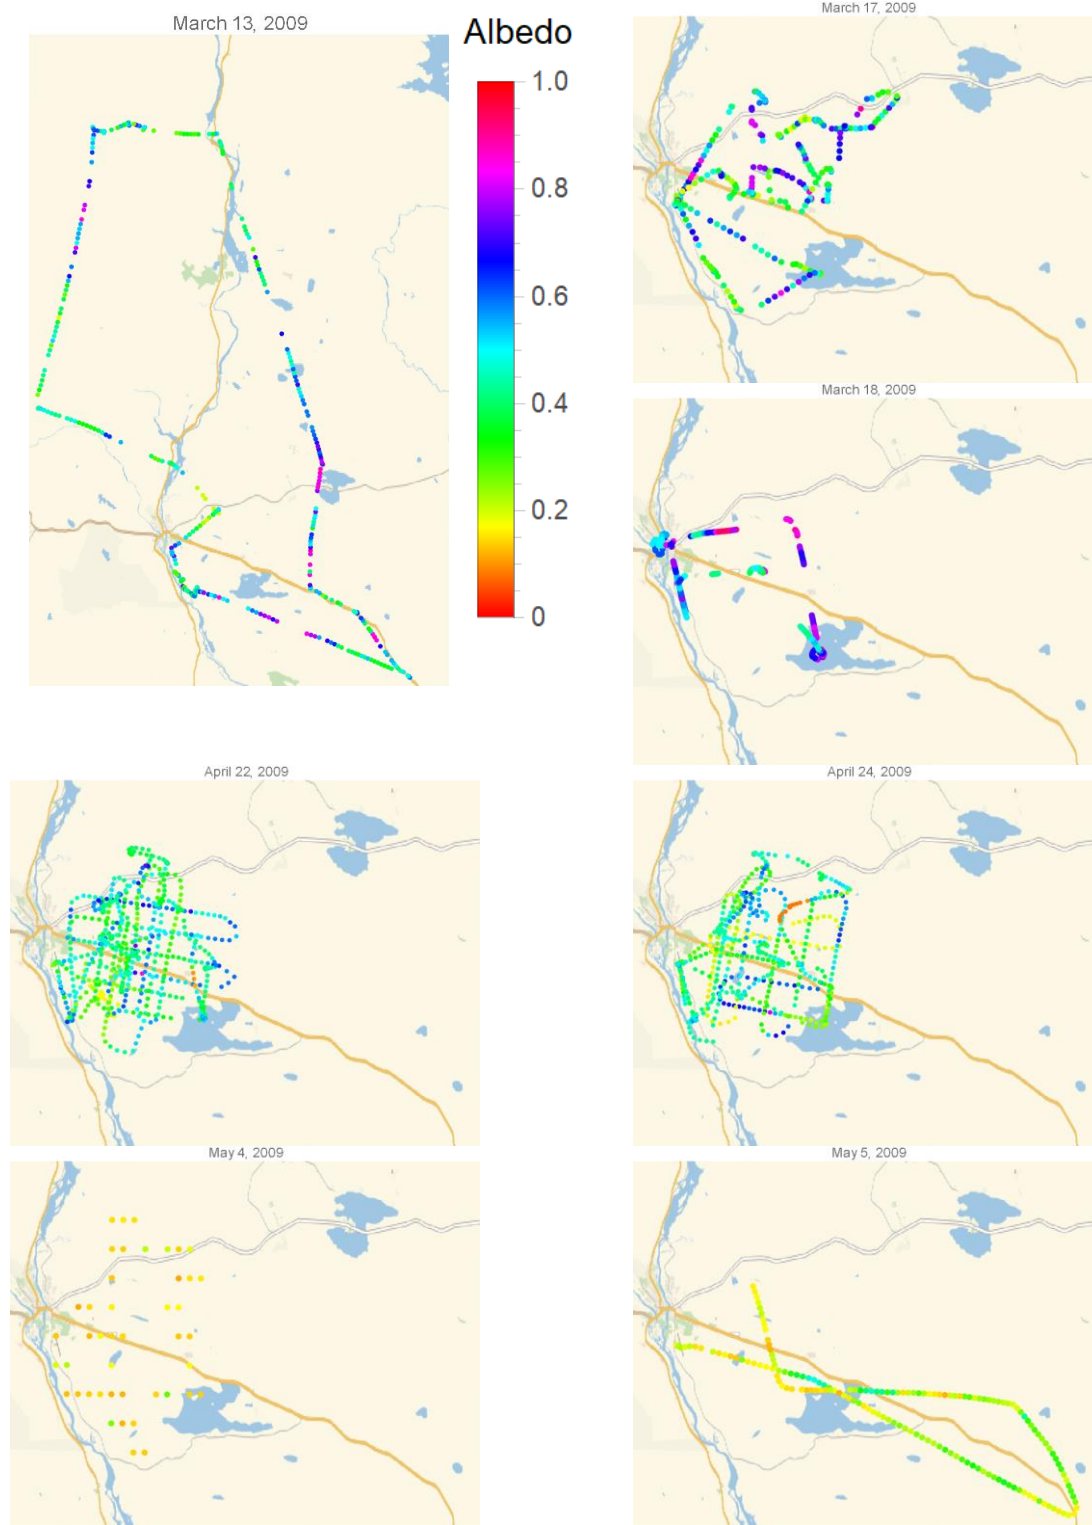 March 13, 2009
Albedo
1.0
0.8
0.6
0.4
0.2
0
March 17, 2009
March 18, 2009
April 22, 2009
April 24, 2009
May 4, 2009
May 5, 2009